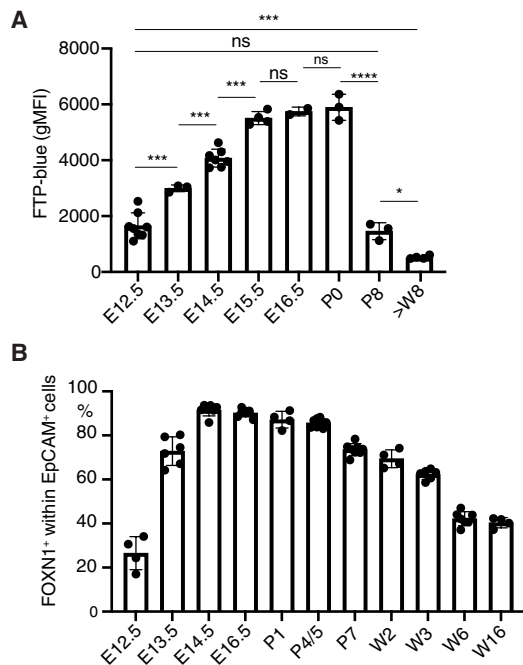 A
***
ns
ns
ns
***
****
***
***
*
FTP-blue (gMFI)
8000
6000
4000
2000
0
E12.5 E13.5 E14.5 E15.5 E16.5 P0 P8 >W8
B
FOXN1⁺ within EpCAM⁺ cells
100
%
80
60
40
20
0
E12.5 E13.5 E14.5 E16.5 P1 P4/5 P7 W2 W3 W6 W16